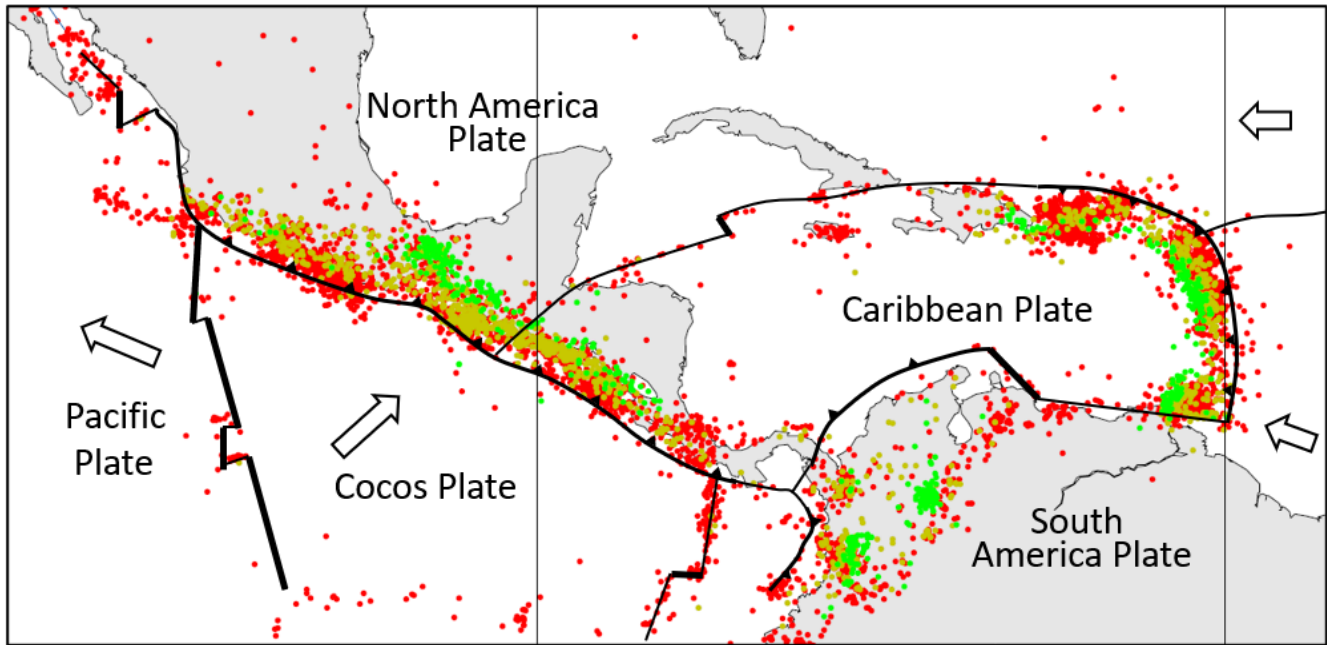 North America
Plate
Caribbean Plate
Pacific
Plate
Cocos Plate
South
America Plate